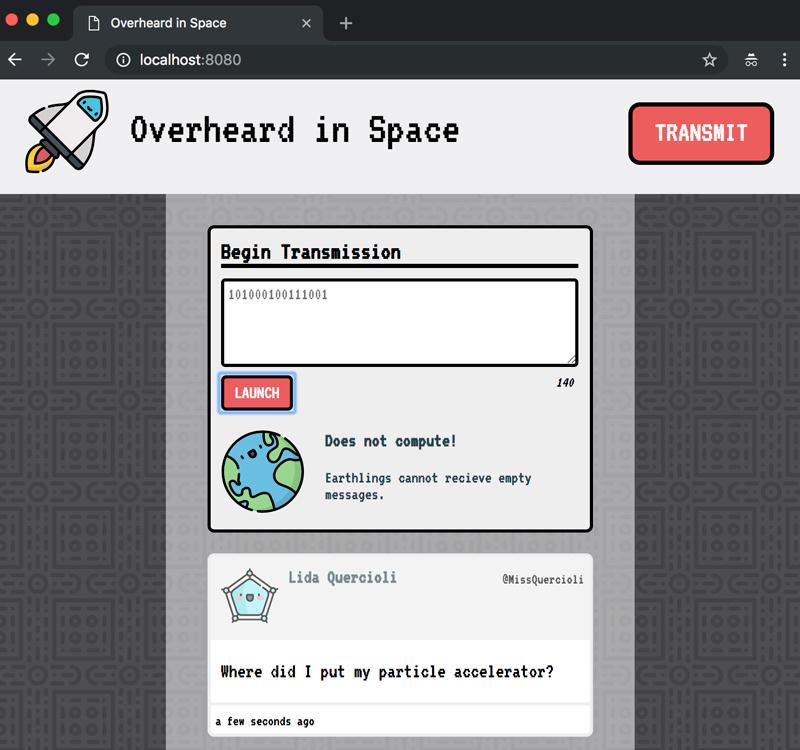 Overheard in Space
localhost:8080
Overheard in Space
TRANSMIT
Begin Transmission
101000100111001
LAUNCH
140
Does not compute!
Earthlings cannot recieve empty
messages.
Lida Quercioli
@MissQuercioli
Where did I put my particle accelerator?
a few seconds ago